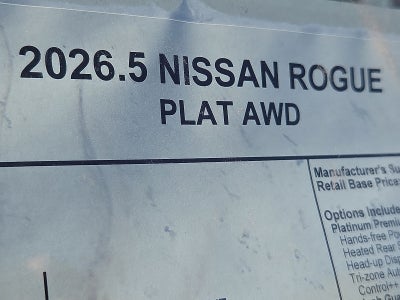 2026.5 NISSAN ROGUE
PLAT AWD
Manufacturer's Su
Retail Base Price:
Options Include
Platinum Premi
Hands-free Po
Heated Rear S
Head-up Disp
Tri-zone Auto
Control++